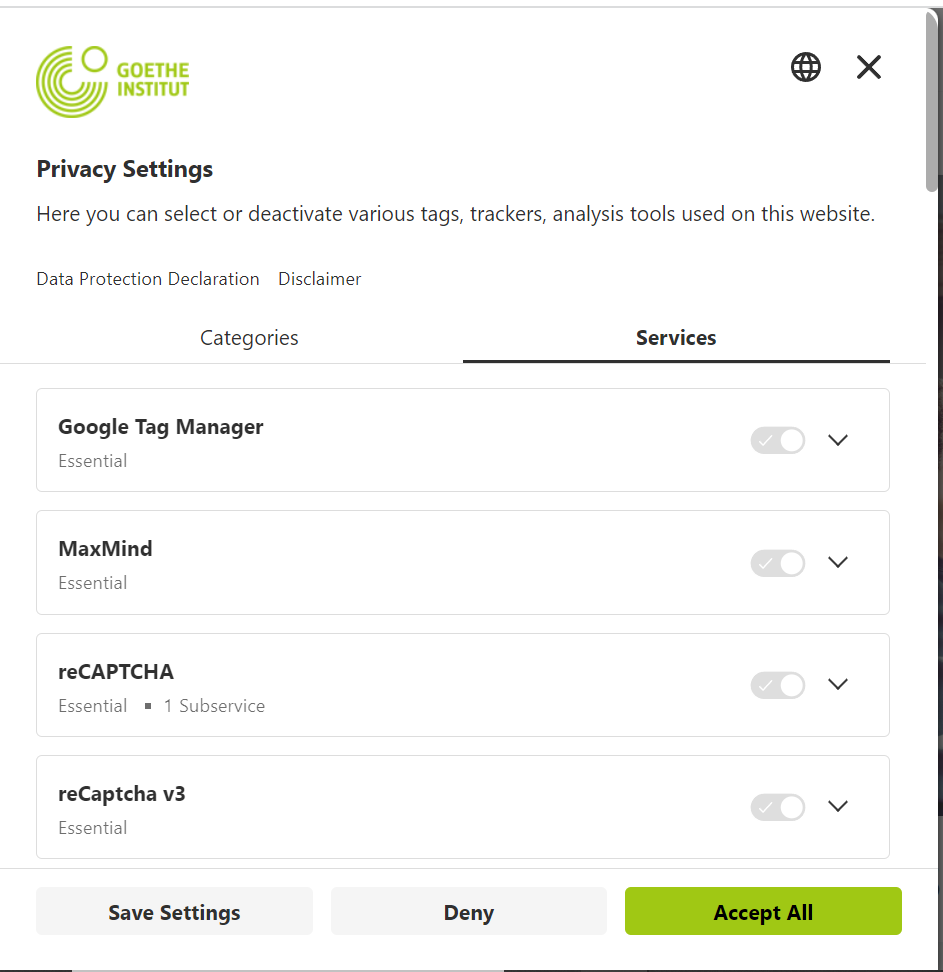 GOETHE
INSTITUT
Privacy Settings
Here you can select or deactivate various tags, trackers, analysis tools used on this website.
Data Protection Declaration Disclaimer
Categories Services
Google Tag Manager
Essential
MaxMind
Essential
reCAPTCHA
Essential ▪ 1 Subservice
reCaptcha v3
Essential
Save Settings Deny Accept All